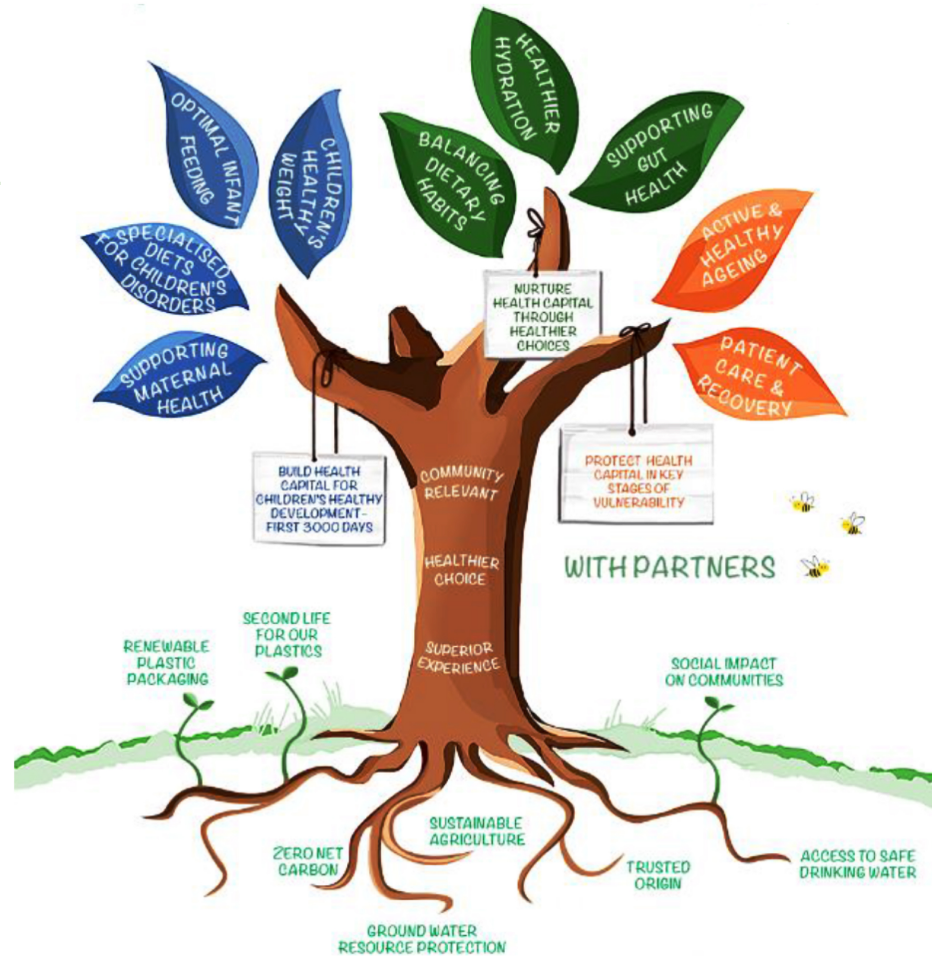 OPTIMAL INFANT
FEEDING
CHILDREN'S
HEALTHY
WEIGHT
SPECIALISED
DIETS
FOR CHILDREN'S
DISORDERS
SUPPORTING
MATERNAL
HEALTH
BALANCING
DIETARY
HABITS
HEALTHIER
HYDRATION
SUPPORTING
GUT
HEALTH
ACTIVE &
HEALTHY
AGEING
PATIENT
CARE &
RECOVERY
NURTURE
HEALTH CAPITAL
THROUGH
HEALTHIER
CHOICES
BUILD HEALTH
CAPITAL FOR
CHILDREN'S HEALTHY
DEVELOPMENT-
FIRST 3000 DAYS
PROTECT HEALTH
CAPITAL IN KEY
STAGES OF
VULNERABILITY
COMMUNITY
RELEVANT
HEALTHIER
CHOICE
SUPERIOR
EXPERIENCE
WITH PARTNERS
RENEWABLE
PLASTIC
PACKAGING
SECOND LIFE
FOR OUR
PLASTICS
SOCIAL IMPACT
ON COMMUNITIES
ZERO NET
CARBON
SUSTAINABLE
AGRICULTURE
TRUSTED
ORIGIN
ACCESS TO SAFE
DRINKING WATER
GROUND WATER
RESOURCE PROTECTION